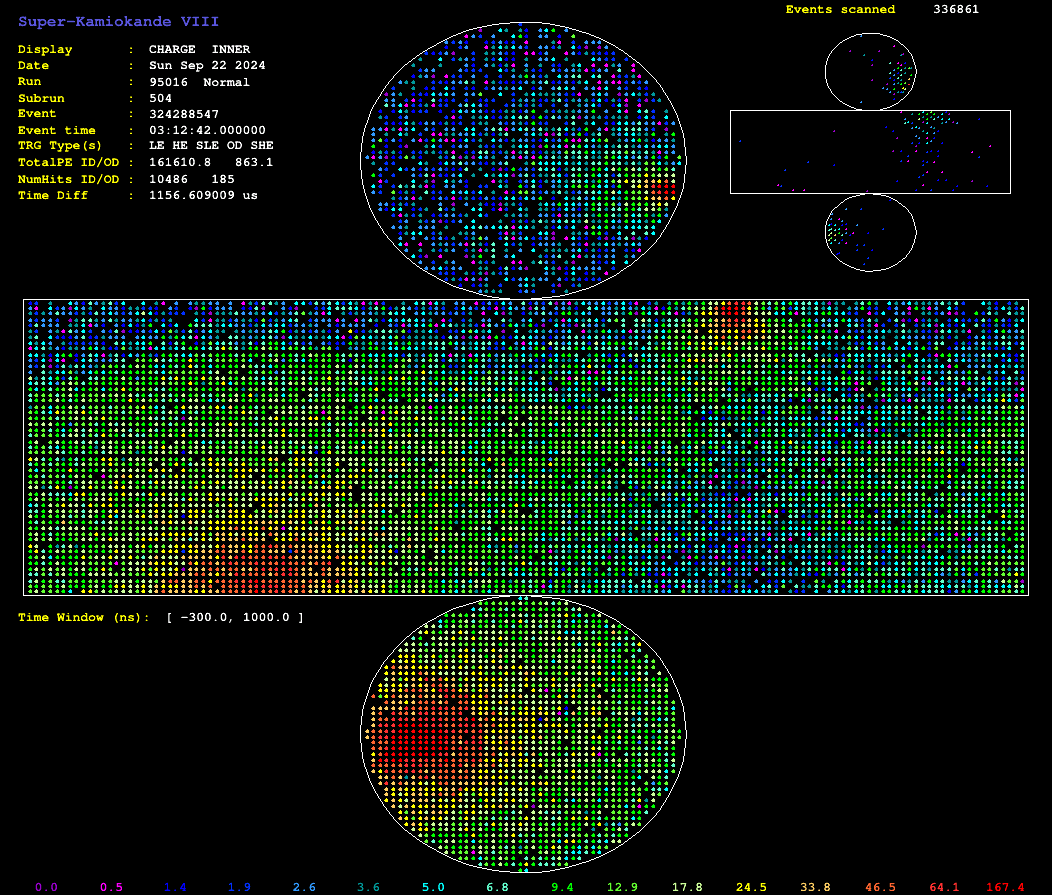 Super-Kamiokande VIII
Events scanned 336861
Display : CHARGE INNER
Date : Sun Sep 22 2024
Run : 95016 Normal
Subrun : 504
Event : 324288547
Event time : 03:12:42.000000
TRG Type(s) : LE HE SLE OD SHE
TotalPE ID/OD : 161610.8 863.1
NumHits ID/OD : 10486 185
Time Diff : 1156.609009 us
Time Window (ns): [ -300.0, 1000.0 ]
0.0 0.5 1.4 1.9 2.6 3.6 5.0 6.8 9.4 12.9 17.8 24.5 33.8 46.5 64.1 167.4